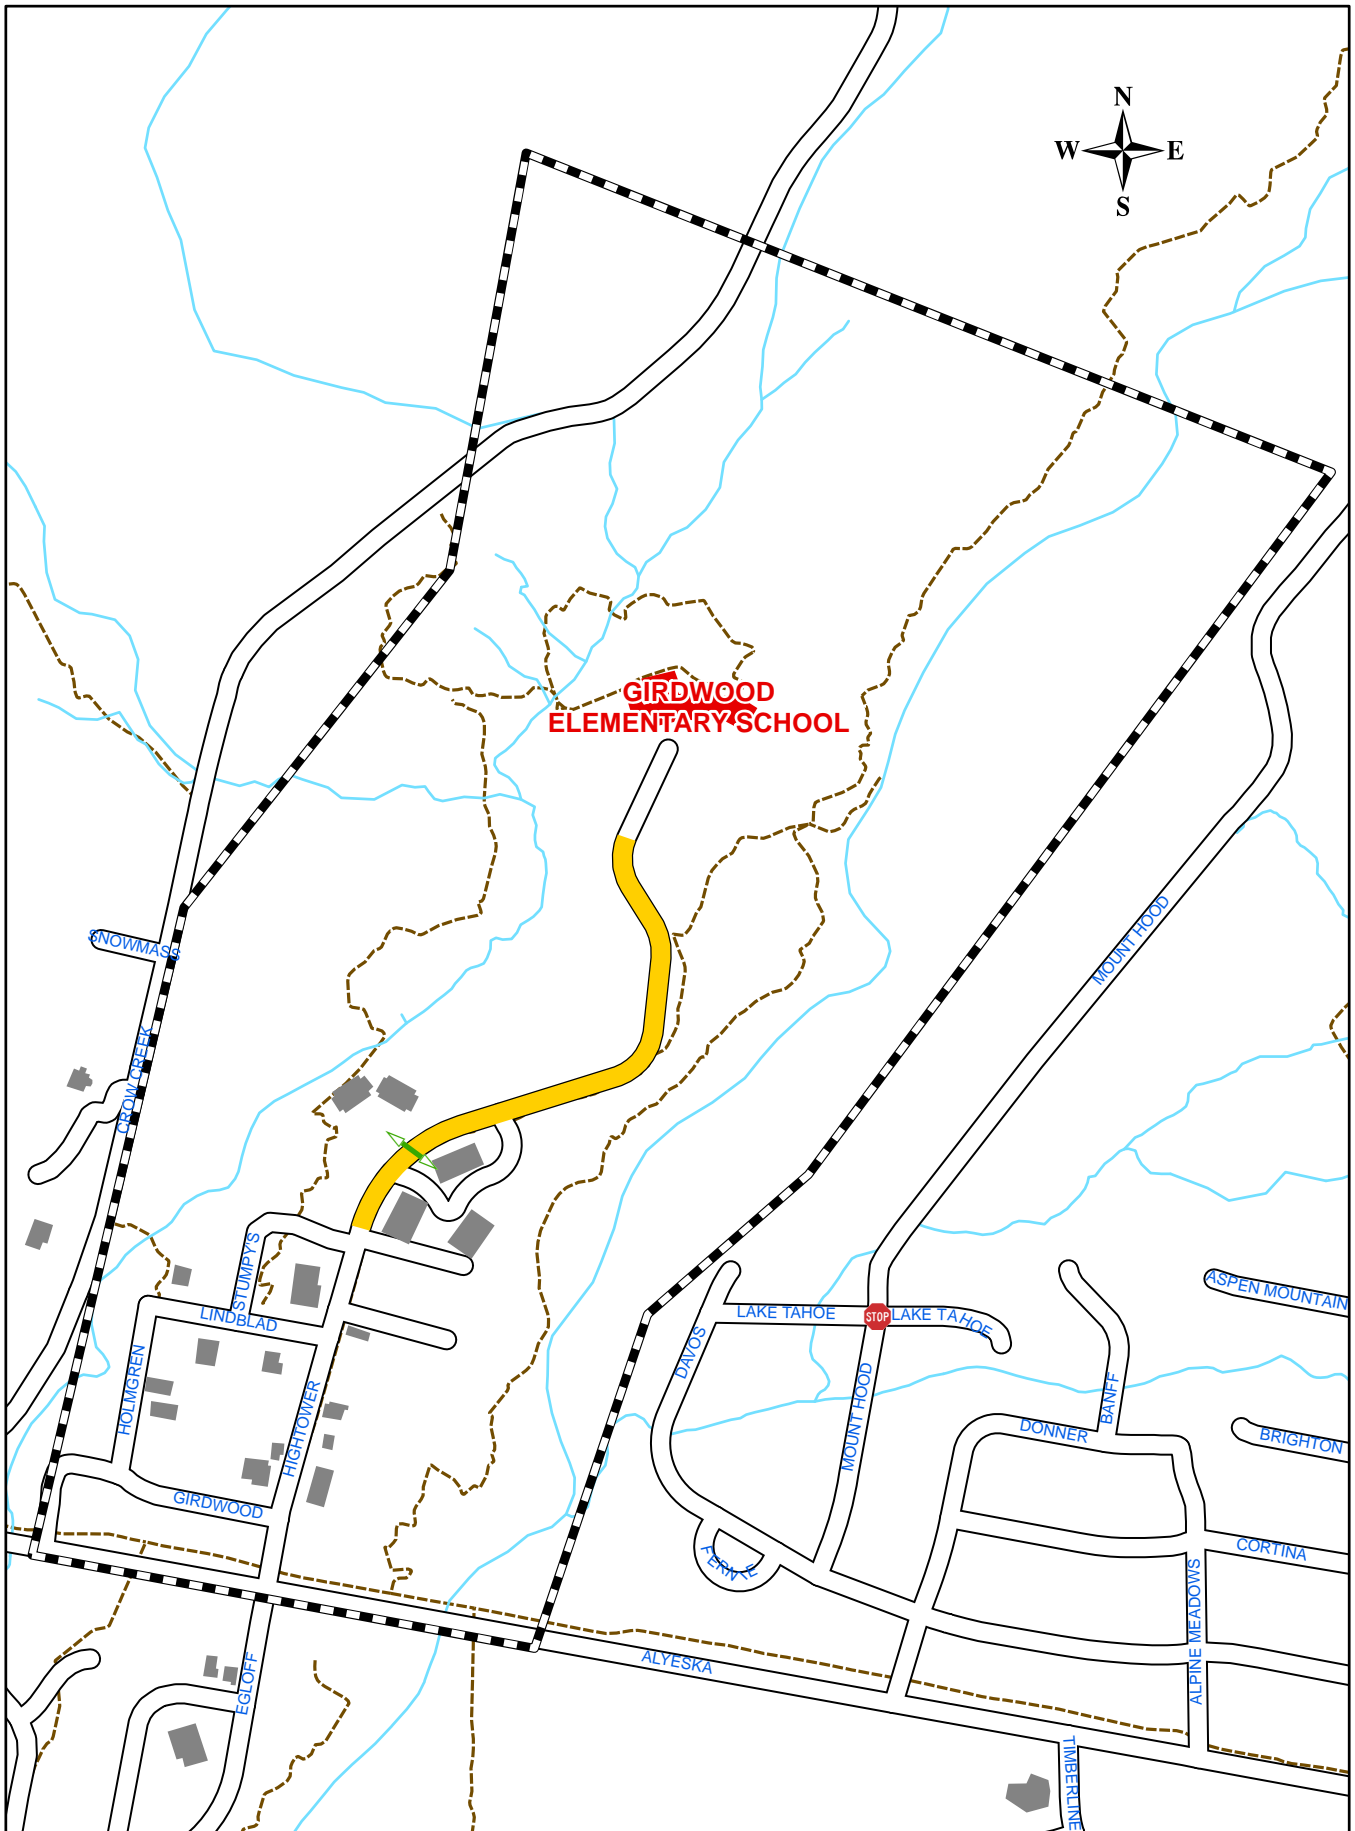 N
W E
S
GIRDWOOD
ELEMENTARY SCHOOL
SNOWMASS
MOUNT HOOD
CROW CREEK
STUMPY'S
LINDBLAD
LAKE TAHOE
STOP
LAKE TAHOE
ASPEN MOUNTAIN
DAVOS
HOLMGREN
HIGHTOWER
MOUNT HOOD
BANFF
DONNER
BRIGHTON
GIRDWOOD
CORTINA
ALPINE MEADOWS
ALYESKA
EGLOFF
TIMBERLINE